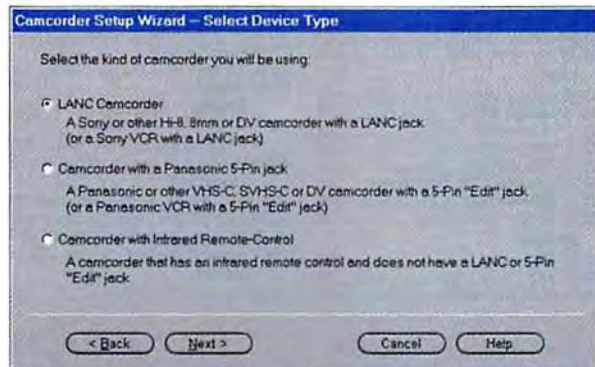 Camcorder Setup Wizard – Select Device Type
Select the kind of camcorder you will be using:
LANC Camcorder
A Sony or other Hi-8, 8mm or DV camcorder with a LANC jack
(or a Sony VCR with a LANC jack)
Camcorder with a Panasonic 5-Pin jack
A Panasonic or other VHS-C, SVHS-C or DV camcorder with a 5-Pin "Edit" jack
(or a Panasonic VCR with a 5-Pin "Edit" jack)
Camcorder with Infrared Remote-Control
A camcorder that has an infrared remote control and does not have a LANC or 5-Pin
"Edit" jack
< Back
Next >
Cancel
Help